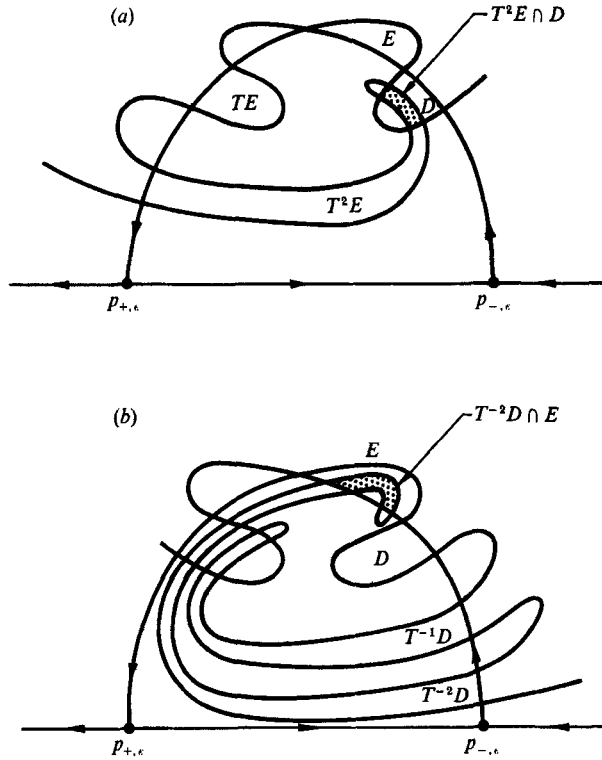 (a)
E
T²E ∩ D
TE
D
T²E
p₊,ₑ
p₋,ₑ
(b)
T⁻²D ∩ E
E
D
T⁻¹D
T⁻²D
p₊,ₑ
p₋,ₑ